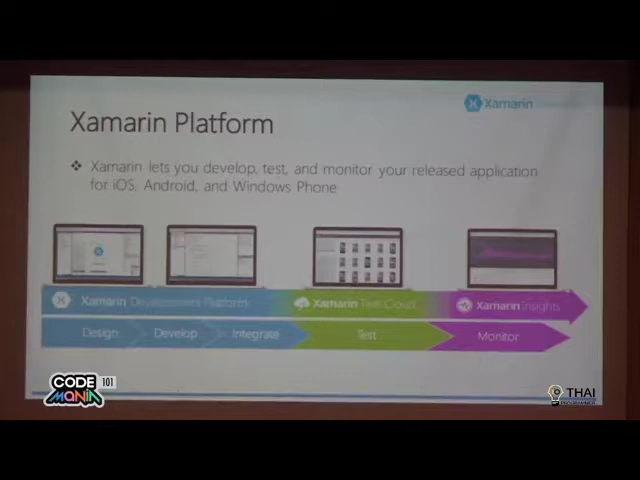 Xamarin
Xamarin Platform
❖ Xamarin lets you develop, test, and monitor your released application
for iOS, Android, and Windows Phone
Xamarin Development Platform
Xamarin Test Cloud
Xamarin Insights
Design
Develop
Integrate
Test
Monitor
CODE 101
MANIA
THAI
PROGRAMMER